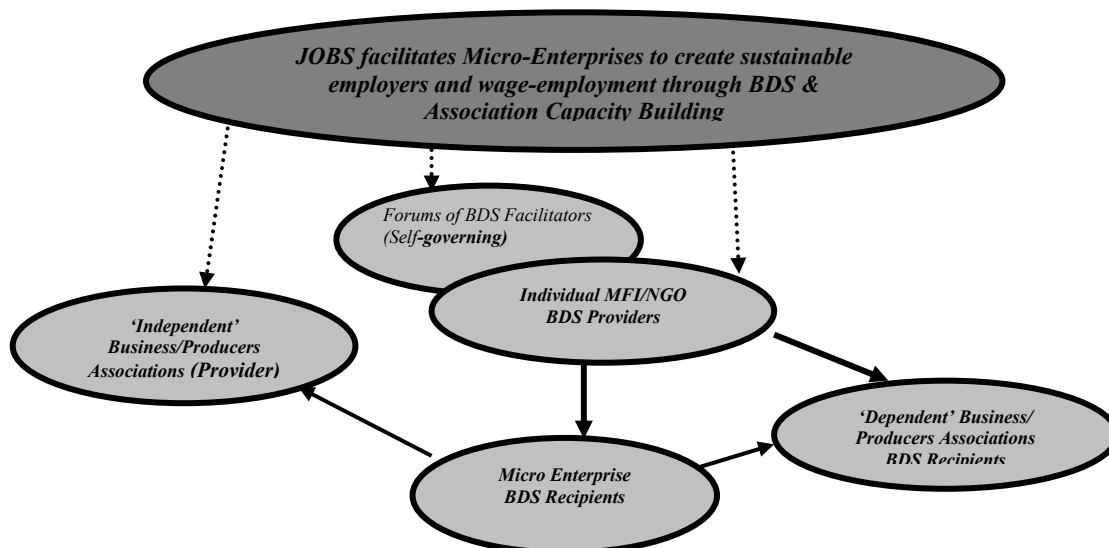 JOBS facilitates Micro-Enterprises to create sustainable
employers and wage-employment through BDS &
Association Capacity Building
Forums of BDS Facilitators
(Self-governing)
Individual MFI/NGO
BDS Providers
‘Independent’
Business/Producers
Associations (Provider)
‘Dependent’ Business/
Producers Associations
BDS Recipients
Micro Enterprise
BDS Recipients